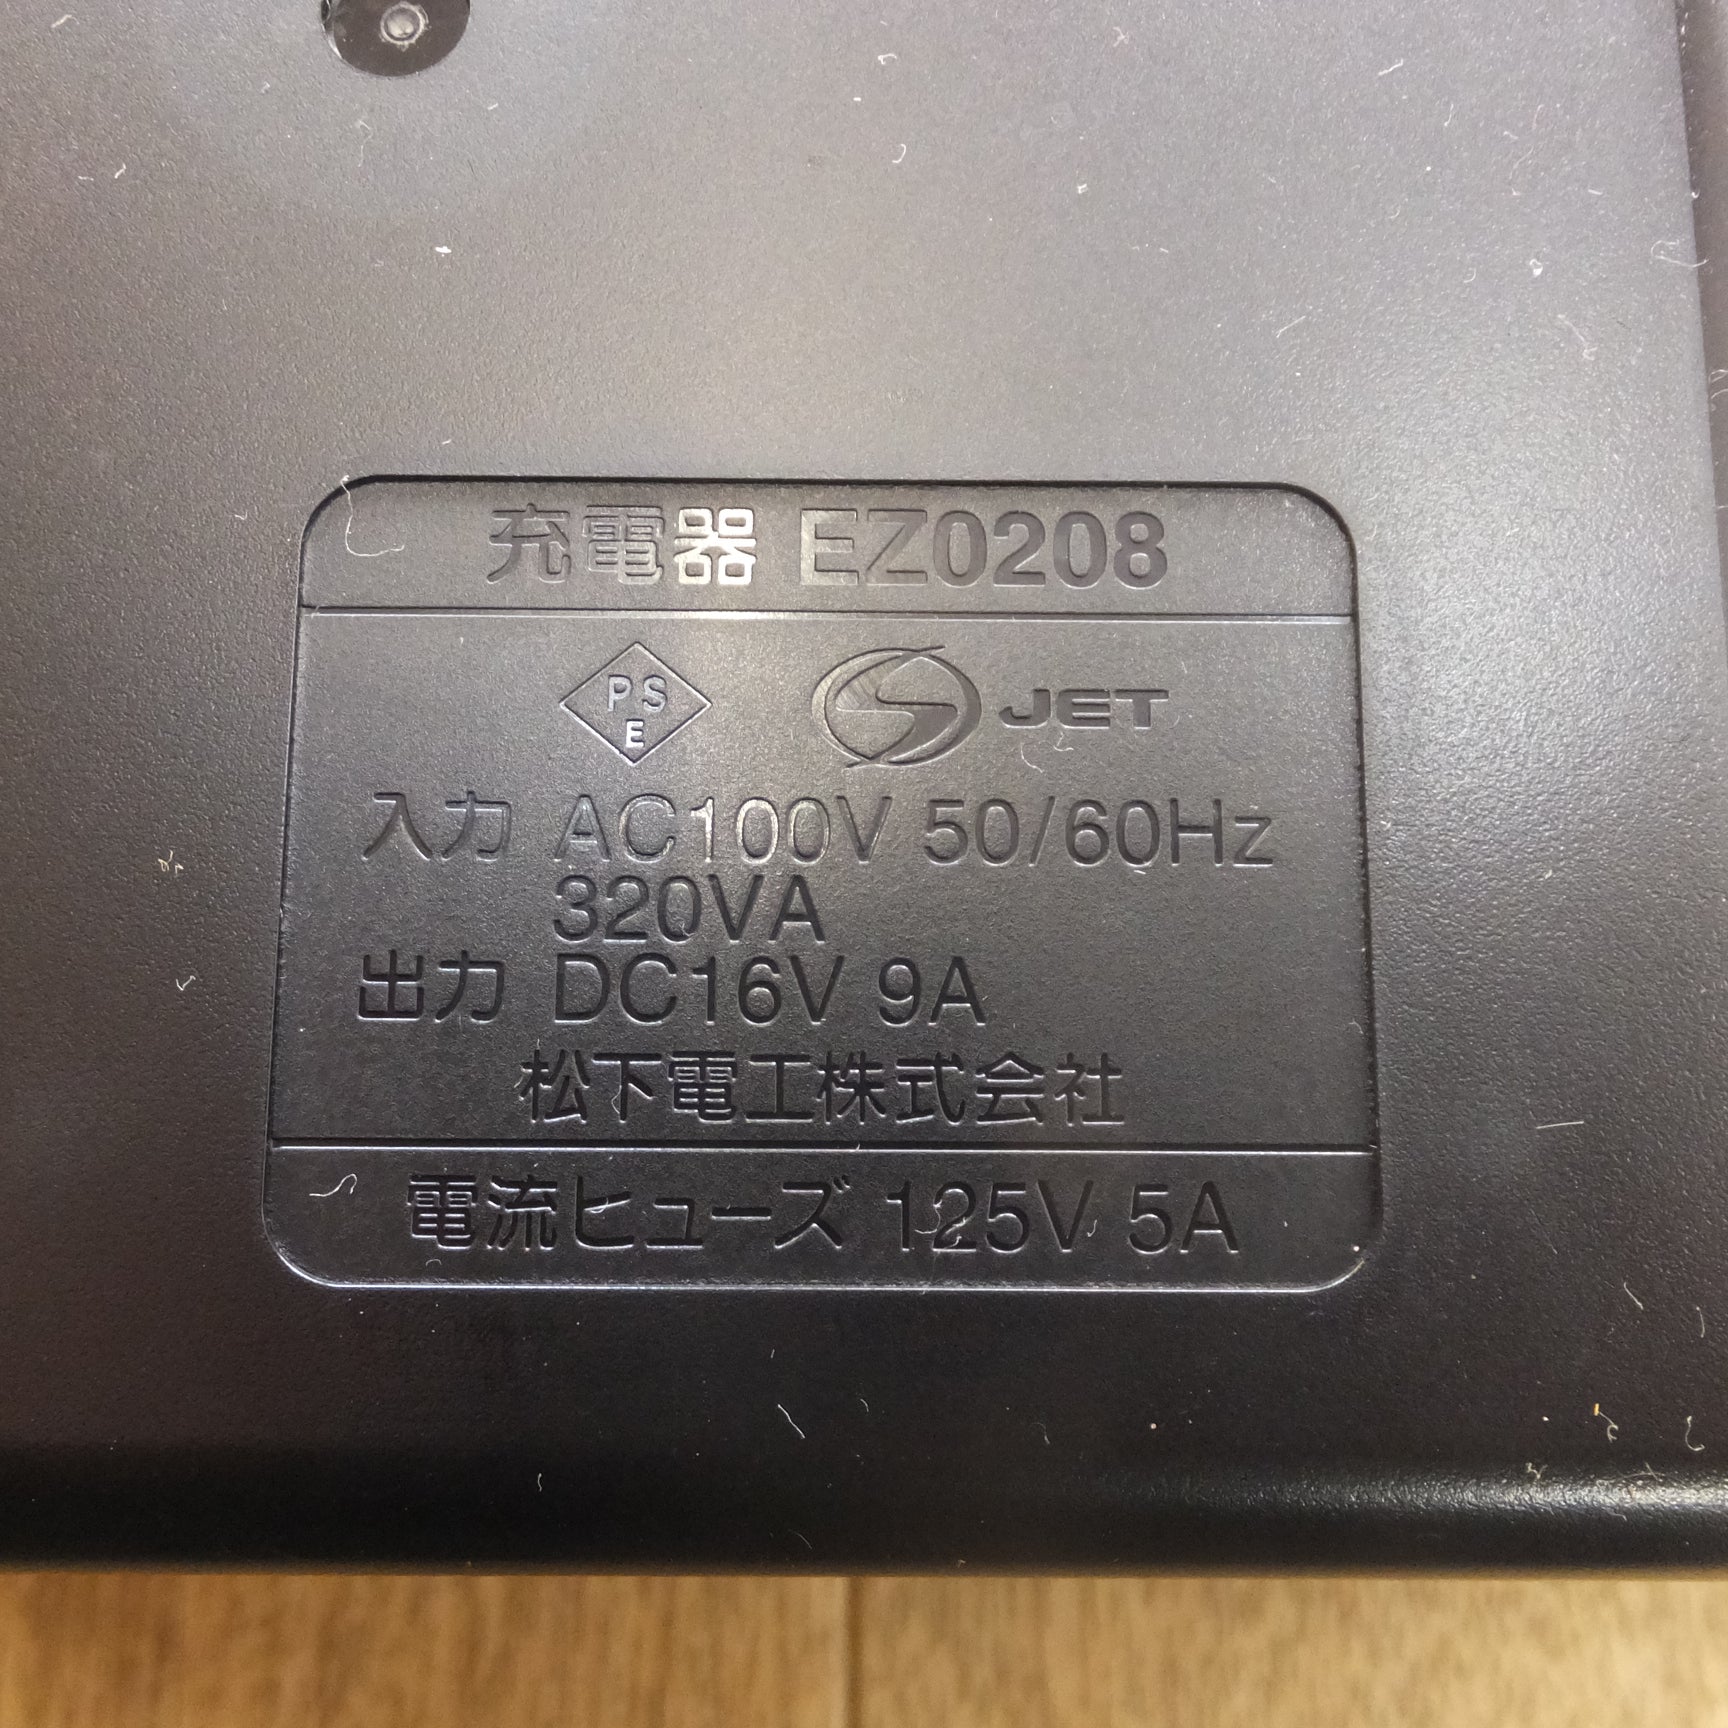 充電器 EZ0208
PS
E
JET
入力 AC100V 50/60Hz
320VA
出力 DC16V 9A
松下電工株式会社
電流ヒューズ 125V 5A